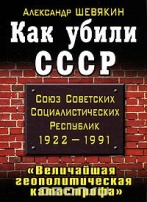 Александр ШЕВЯКИН
Как убили
СССР
Союз Советских
Социалистических
Республик
1922–1991
«Величайшая
геополитическая
катастрофа»